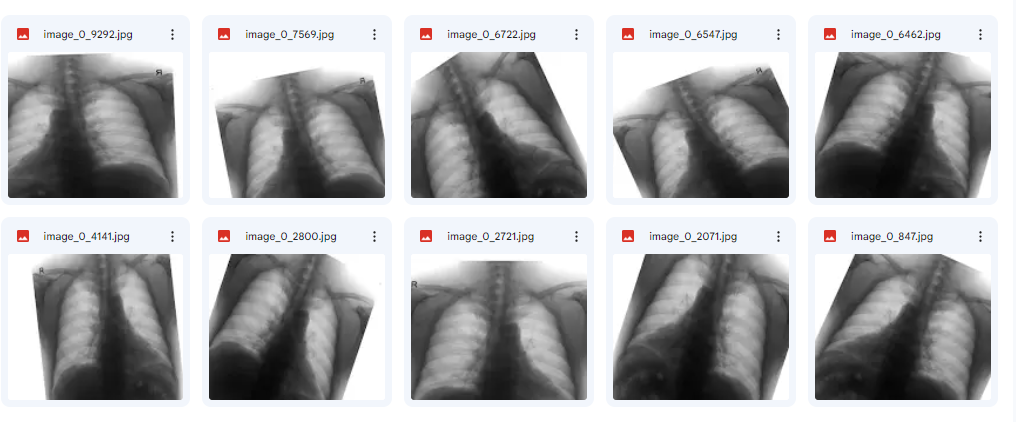 image_0_9292.jpg
image_0_7569.jpg
image_0_6722.jpg
image_0_6547.jpg
image_0_6462.jpg
R
R
R
image_0_4141.jpg
image_0_2800.jpg
image_0_2721.jpg
image_0_2071.jpg
image_0_847.jpg
R
R